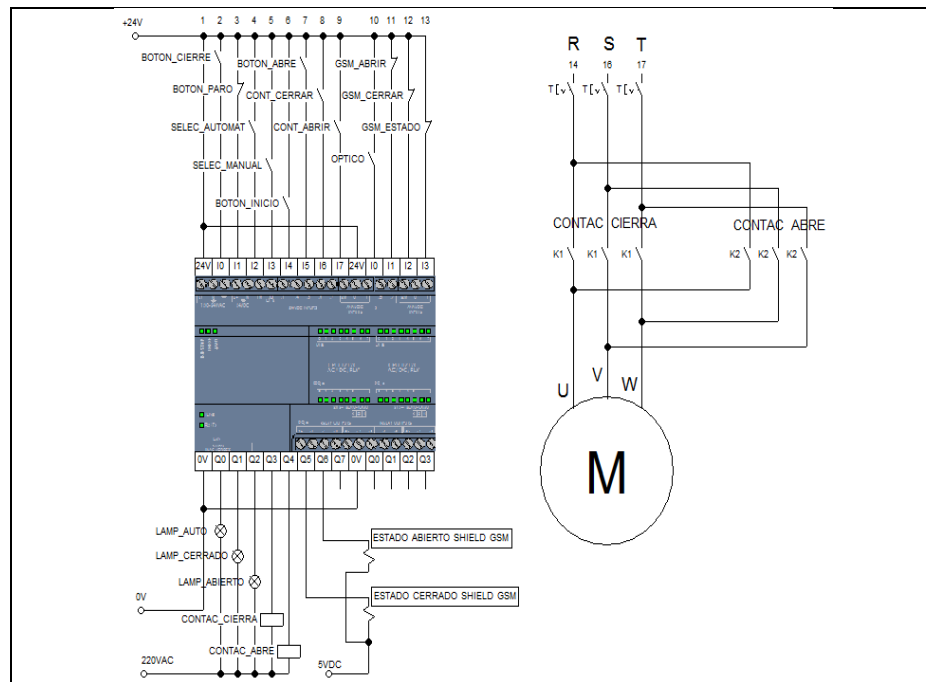 +24V 1 2 3 4 5 6 7 8 9 10 11 12 13
BOTON_CIERRE
BOTON_ABRE
GSM_ABRIR
BOTON_PARO
CONT_CERRAR
GSM_CERRAR
SELEC_AUTOMAT
CONT_ABRIR
GSM_ESTADO
SELEC_MANUAL
OPTICO
BOTON_INICIO
24V I0 I1 I2 I3 I4 I5 I6 I7 24V I0 I1 I2 I3
0V Q0 Q1 Q2 Q3 Q4 Q5 Q6 Q7 0V Q0 Q1 Q2 Q3
LAMP_AUTO
LAMP_CERRADO
LAMP_ABIERTO
0V
CONTAC_CIERRA
CONTAC_ABRE
220VAC
ESTADO ABIERTO SHIELD GSM
ESTADO CERRADO SHIELD GSM
5VDC
R S T
14 16 17
CONTAC CIERRA
CONTAC ABRE
K1 K1 K1 K2 K2 K2
U V W
M